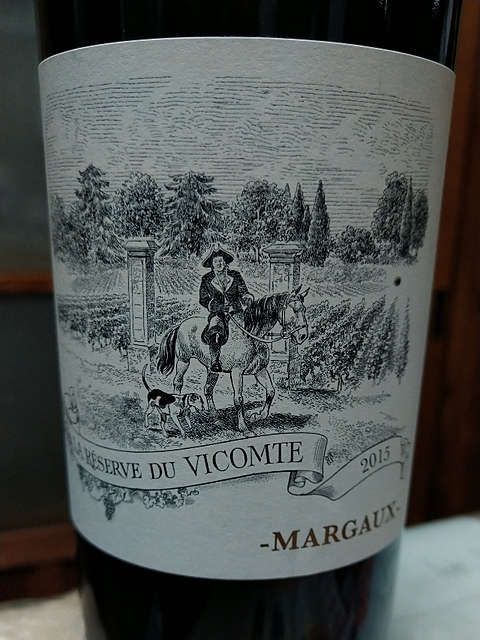 LA RÉSERVE DU VICOMTE
2015
-MARGAUX-